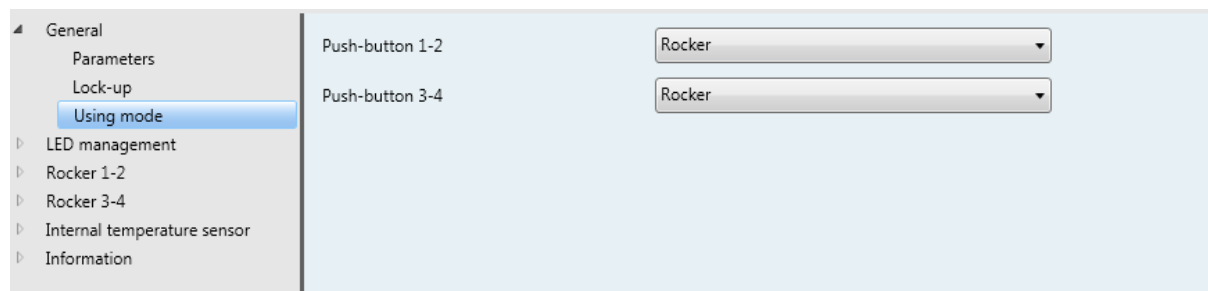 General
Parameters
Lock-up
Using mode
LED management
Rocker 1-2
Rocker 3-4
Internal temperature sensor
Information
Push-button 1-2 Rocker
Push-button 3-4 Rocker